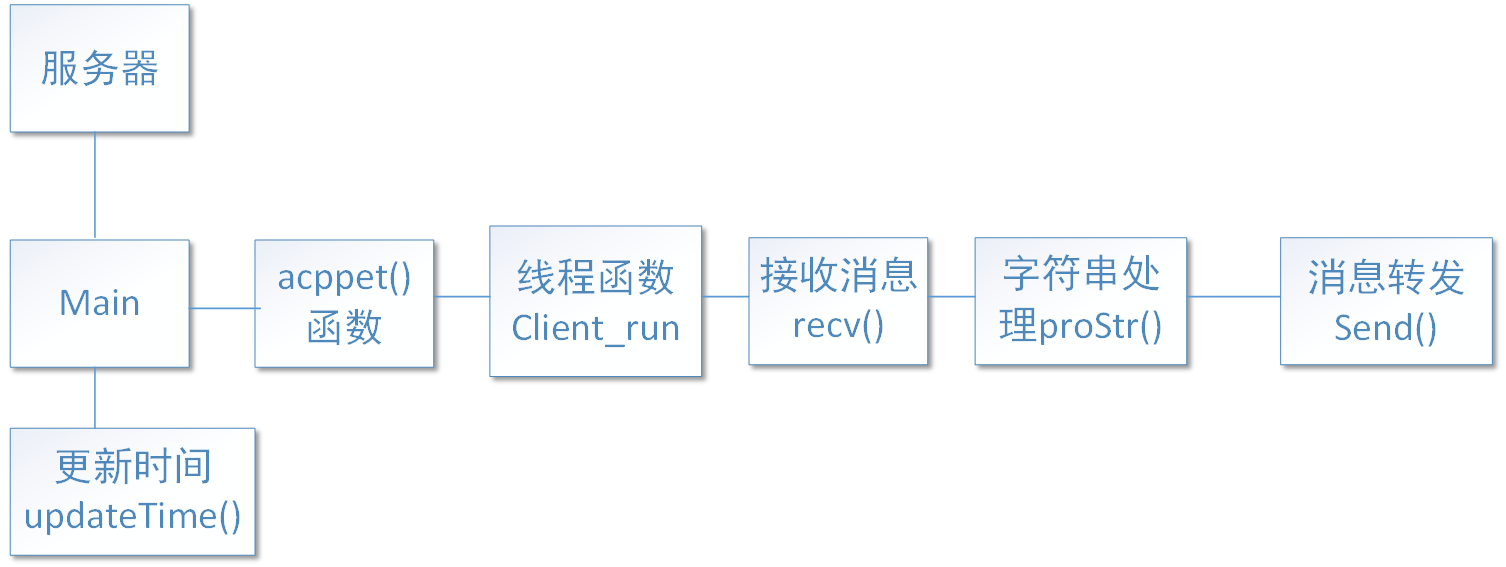 服务器
Main
acppet()
函数
线程函数
Client_run
接收消息
recv()
字符串处
理proStr()
消息转发
Send()
更新时间
updateTime()